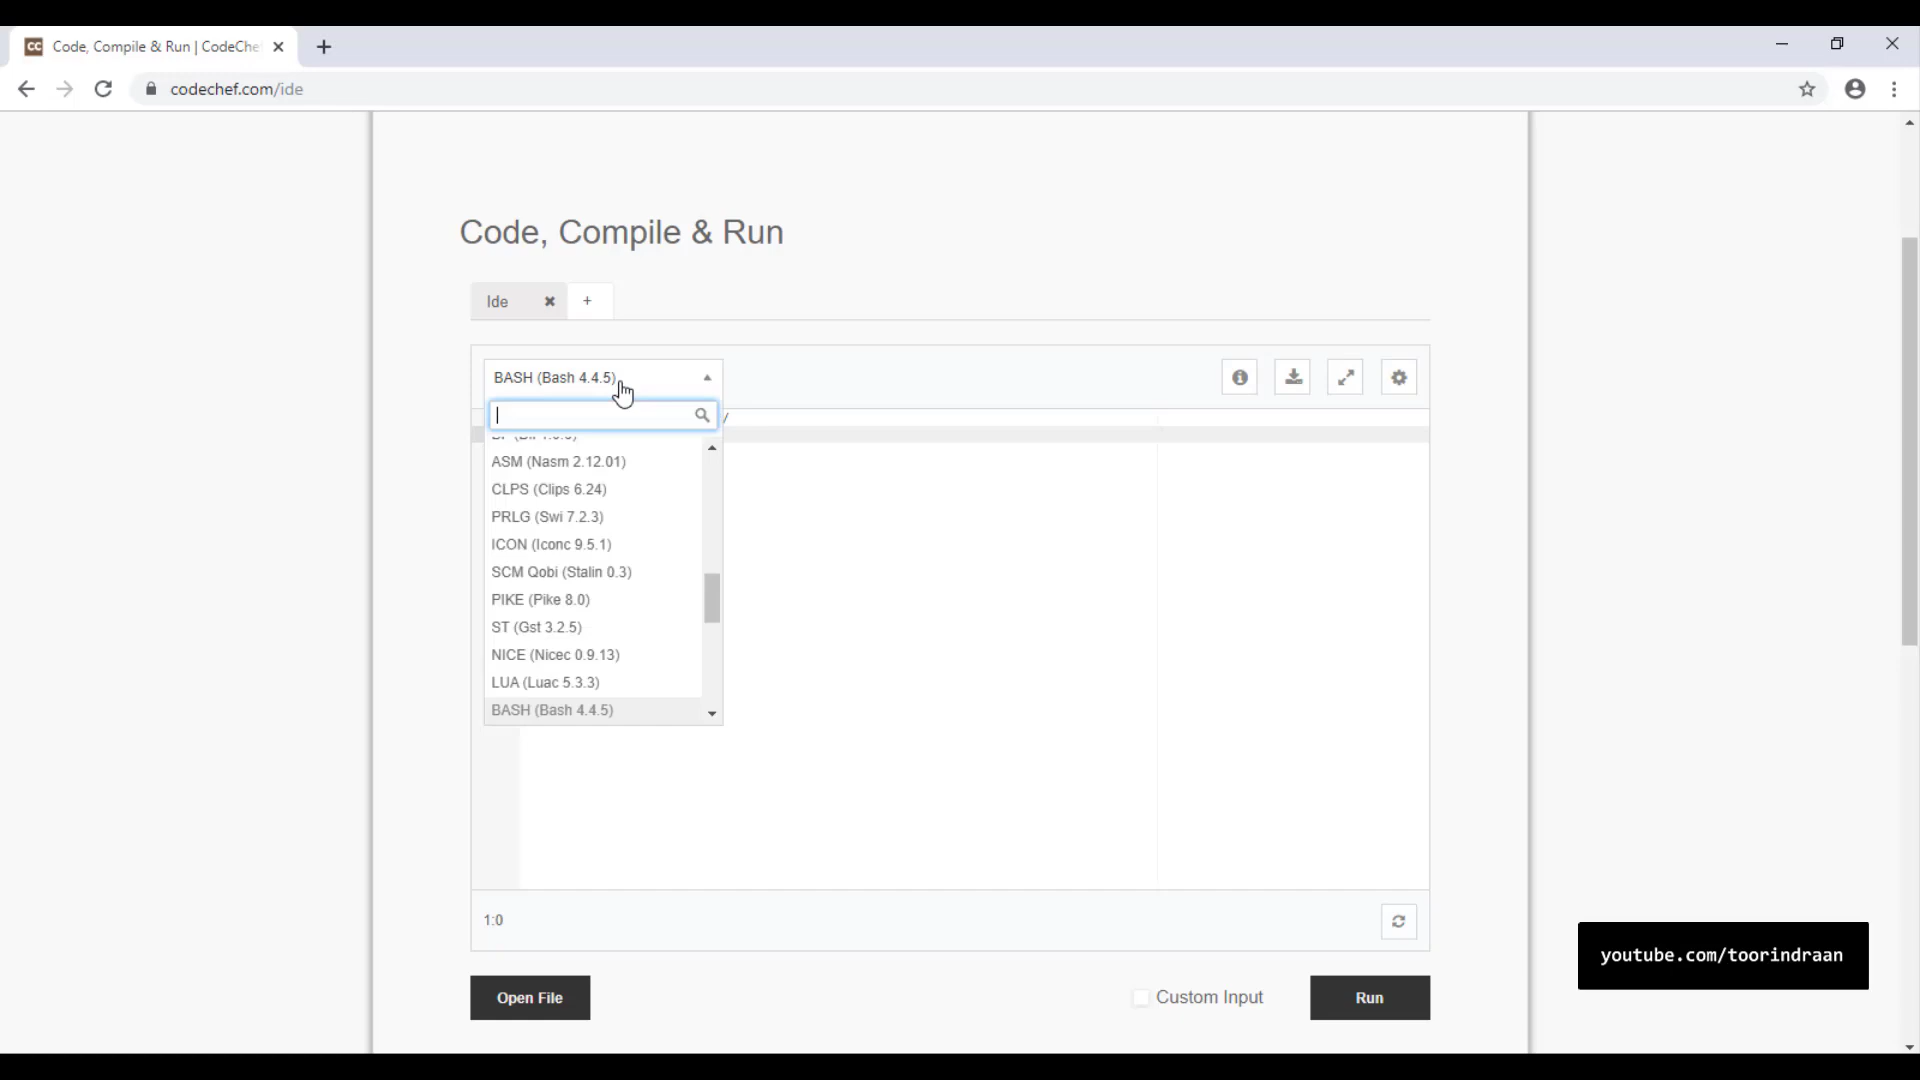 Code, Compile & Run | CodeChe
codechef.com/ide
Code, Compile & Run
Ide
BASH (Bash 4.4.5)
/
ASM (Nasm 2.12.01)
CLPS (Clips 6.24)
PRLG (Swi 7.2.3)
ICON (Iconc 9.5.1)
SCM Qobi (Stalin 0.3)
PIKE (Pike 8.0)
ST (Gst 3.2.5)
NICE (Nicec 0.9.13)
LUA (Luac 5.3.3)
BASH (Bash 4.4.5)
1:0
youtube.com/toorindraan
Open File
Custom Input
Run